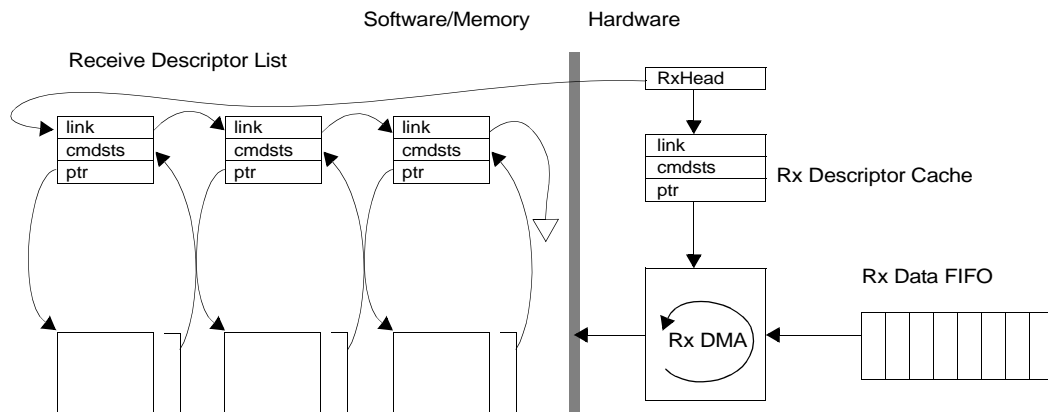 Software/Memory
Hardware
Receive Descriptor List
RxHead
link
cmdsts
ptr
link
cmdsts
ptr
link
cmdsts
ptr
link
cmdsts
ptr
Rx Descriptor Cache
Rx Data FIFO
Rx DMA